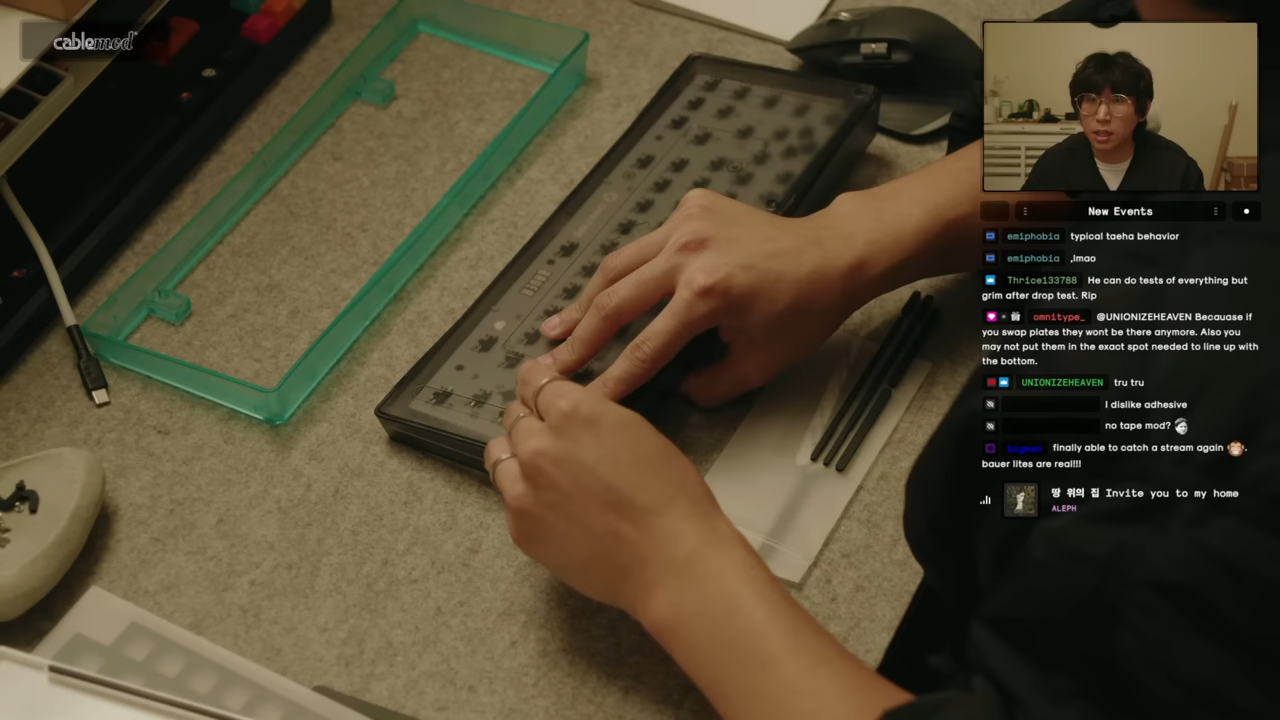 cablemod
New Events
emiphobia typical taeha behavior
emiphobia ,lmao
Thrice133788 He can do tests of everything but
grim after drop test. Rip
omnitype_ @UNIONIZEHEAVEN Becauase if
you swap plates they wont be there anymore. Also you
may not put them in the exact spot needed to line up with
the bottom.
UNIONIZEHEAVEN tru tru
I dislike adhesive
no tape mod?
finally able to catch a stream again
bauer lites are real!!!
땅 위의 집 Invite you to my home
ALEPH